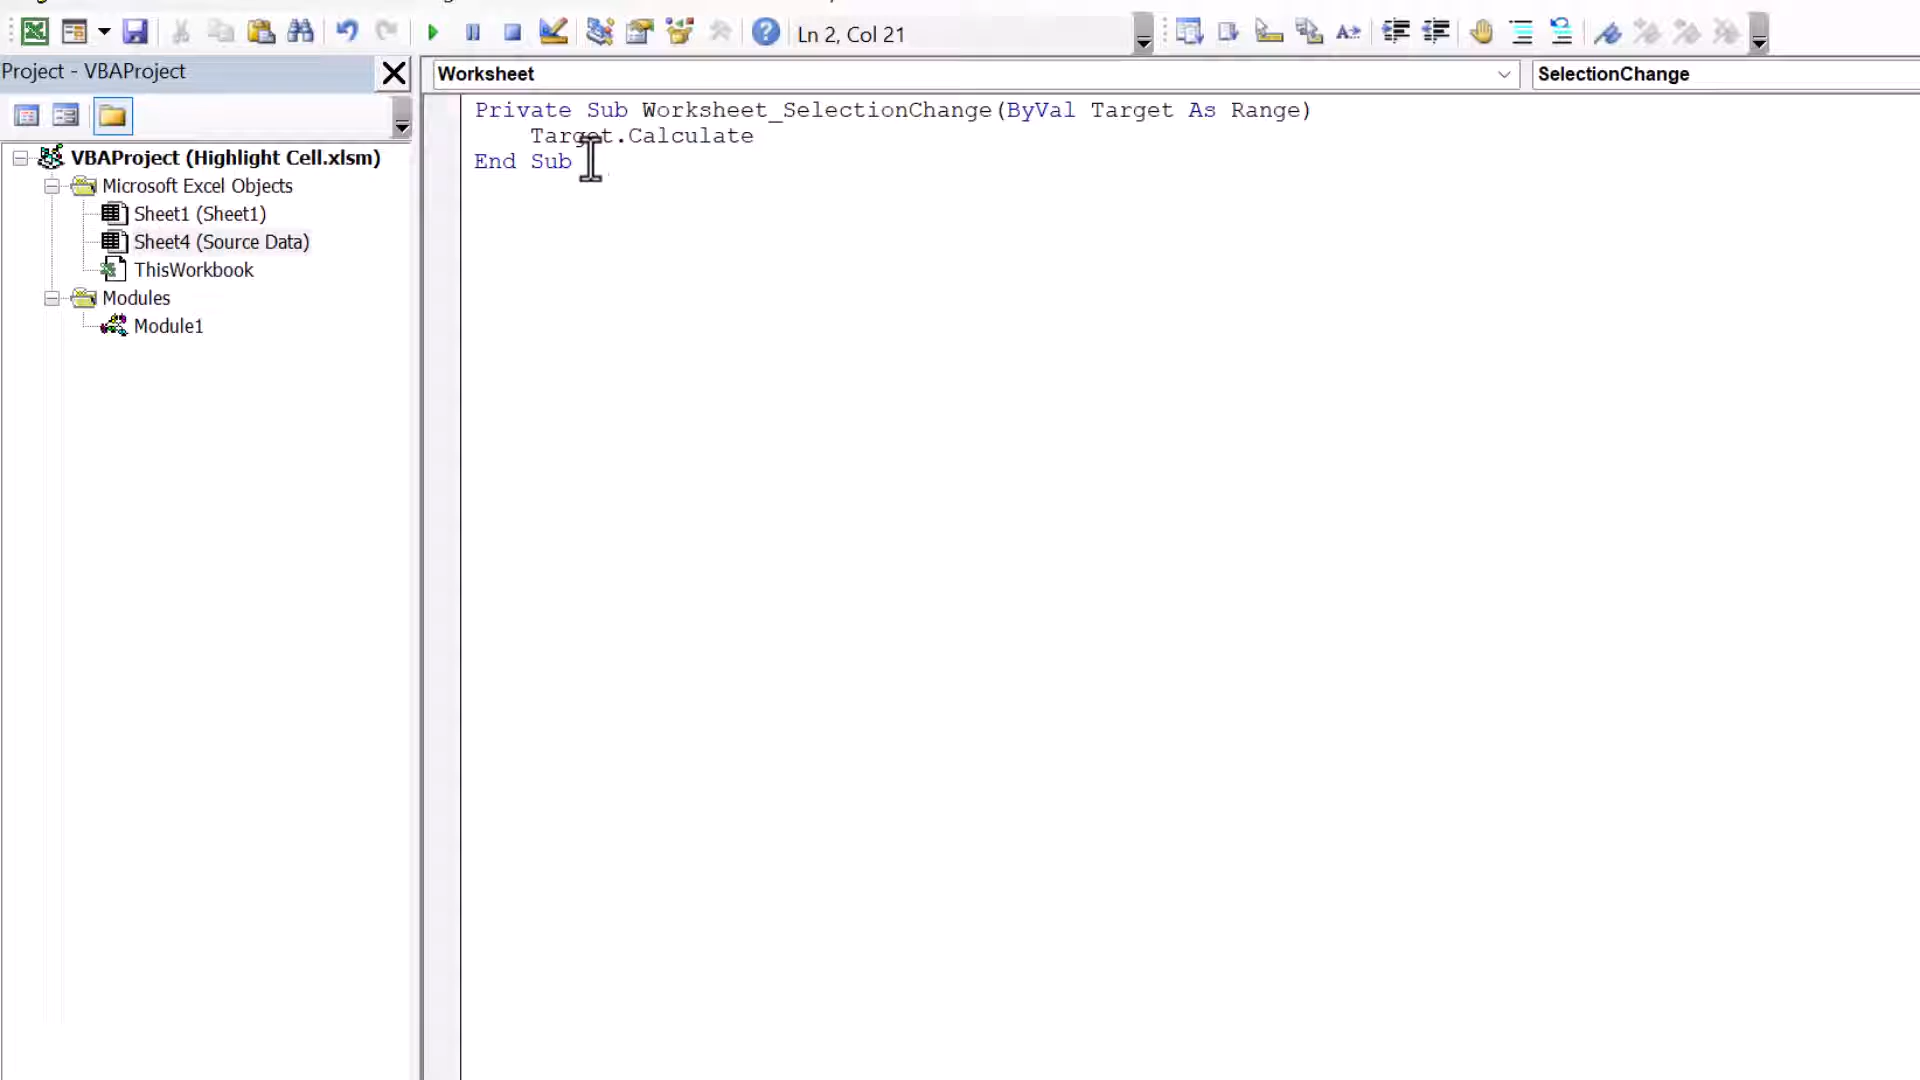 Ln 2, Col 21
Project - VBAProject
Worksheet
SelectionChange
VBAProject (Highlight Cell.xlsm)
Microsoft Excel Objects
Sheet1 (Sheet1)
Sheet4 (Source Data)
ThisWorkbook
Modules
Module1
Private Sub Worksheet_SelectionChange(ByVal Target As Range)
Target.Calculate
End Sub